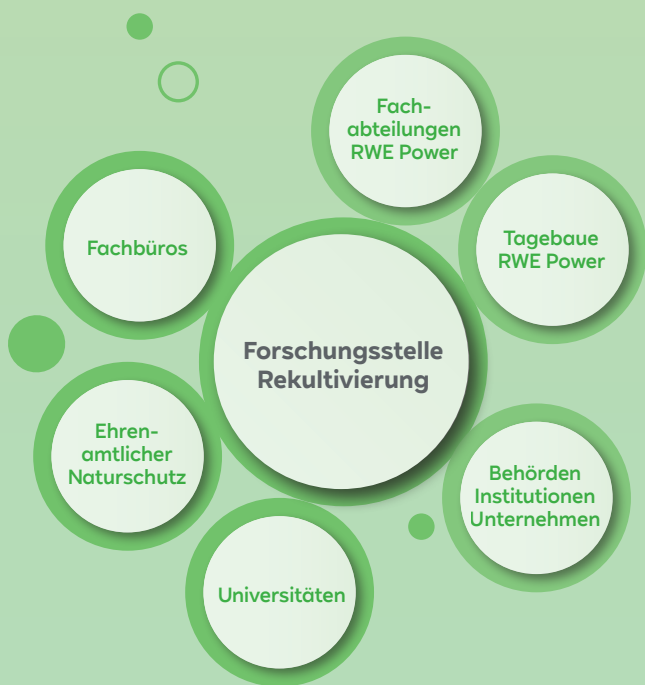 Fach-
abteilungen
RWE Power
Tagebaue
RWE Power
Fachbüros
Forschungsstelle
Rekultivierung
Ehren-
amtlicher
Naturschutz
Behörden
Institutionen
Unternehmen
Universitäten